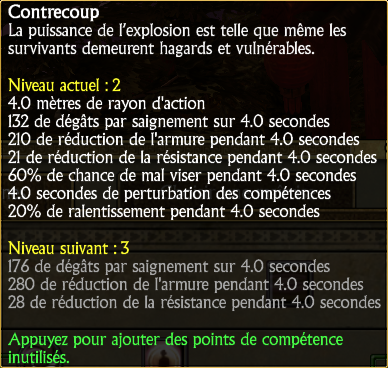 Contrecoup
La puissance de l'explosion est telle que même les
survivants demeurent hagards et vulnérables.
Niveau actuel : 2
4.0 mètres de rayon d'action
132 de dégâts par saignement sur 4.0 secondes
210 de réduction de l'armure pendant 4.0 secondes
21 de réduction de la résistance pendant 4.0 secondes
60% de chance de mal viser pendant 4.0 secondes
4.0 secondes de perturbation des compétences
20% de ralentissement pendant 4.0 secondes
Niveau suivant : 3
176 de dégâts par saignement sur 4.0 secondes
280 de réduction de l'armure pendant 4.0 secondes
28 de réduction de la résistance pendant 4.0 secondes
Appuyez pour ajouter des points de compétence
inutilisés.